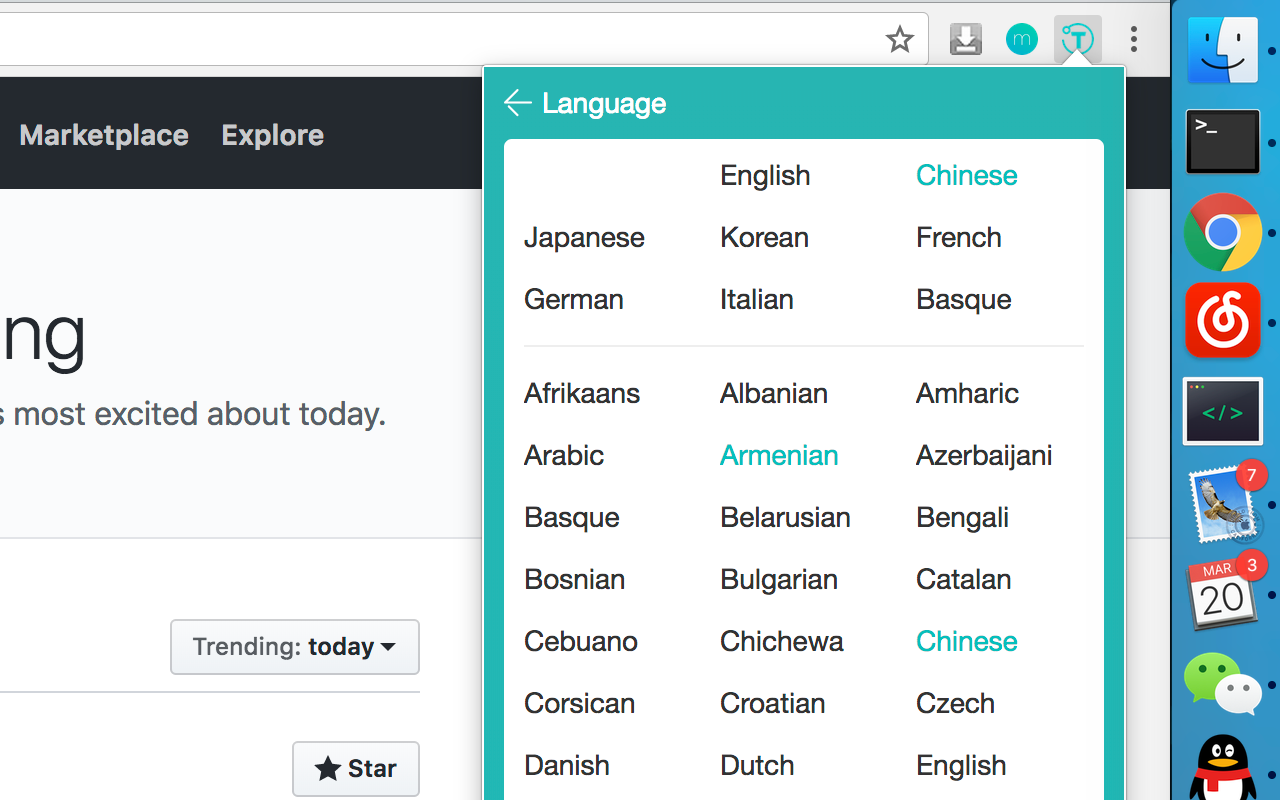 m
T
Marketplace Explore
ng
s most excited about today.
Trending: today
Star
Language
English Chinese
Japanese Korean French
German Italian Basque
Afrikaans Albanian Amharic
Arabic Armenian Azerbaijani
Basque Belarusian Bengali
Bosnian Bulgarian Catalan
Cebuano Chichewa Chinese
Corsican Croatian Czech
Danish Dutch English
>_
</>
7
MAR 3
20